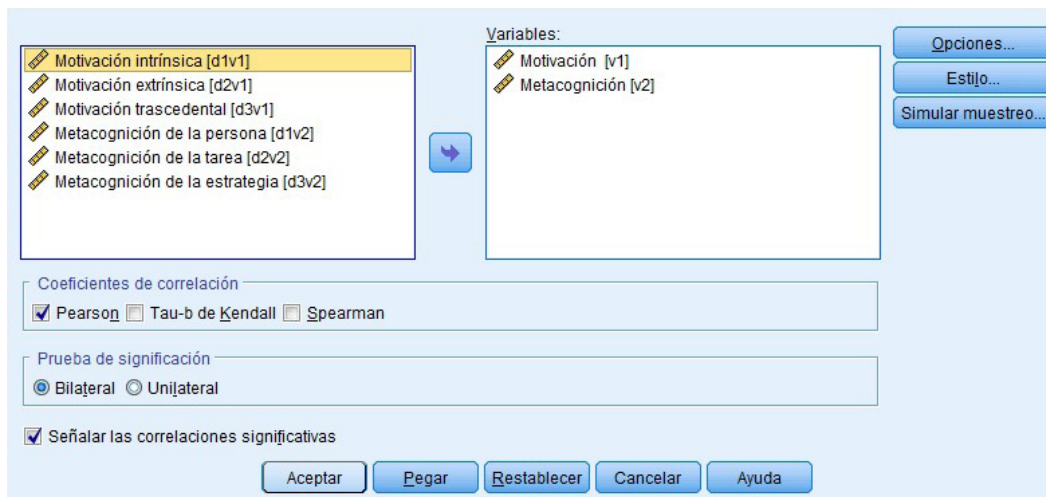 Variables:
Motivación intrínsica [d1v1]
Motivación extrínsica [d2v1]
Motivación trascedental [d3v1]
Metacognición de la persona [d1v2]
Metacognición de la tarea [d2v2]
Metacognición de la estrategia [d3v2]
Motivación [v1]
Metacognición [v2]
Opciones...
Estilo...
Simular muestreo...
Coeficientes de correlación
Pearson Tau-b de Kendall Spearman
Prueba de significación
Bilateral Unilateral
Señalar las correlaciones significativas
Aceptar Pegar Restablecer Cancelar Ayuda